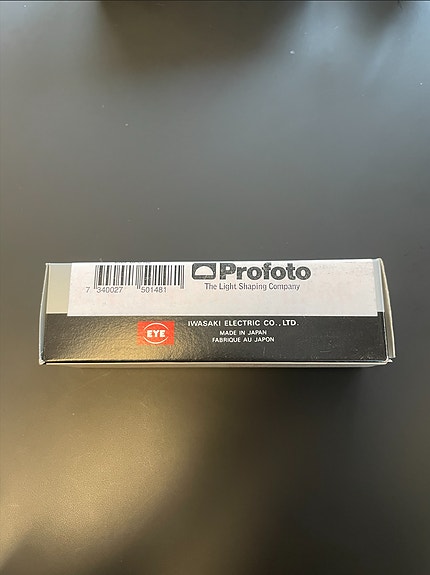 Profoto
The Light Shaping Company
7 340027 501481
EYE
IWASAKI ELECTRIC CO., LTD.
MADE IN JAPAN
FABRIQUE AU JAPON